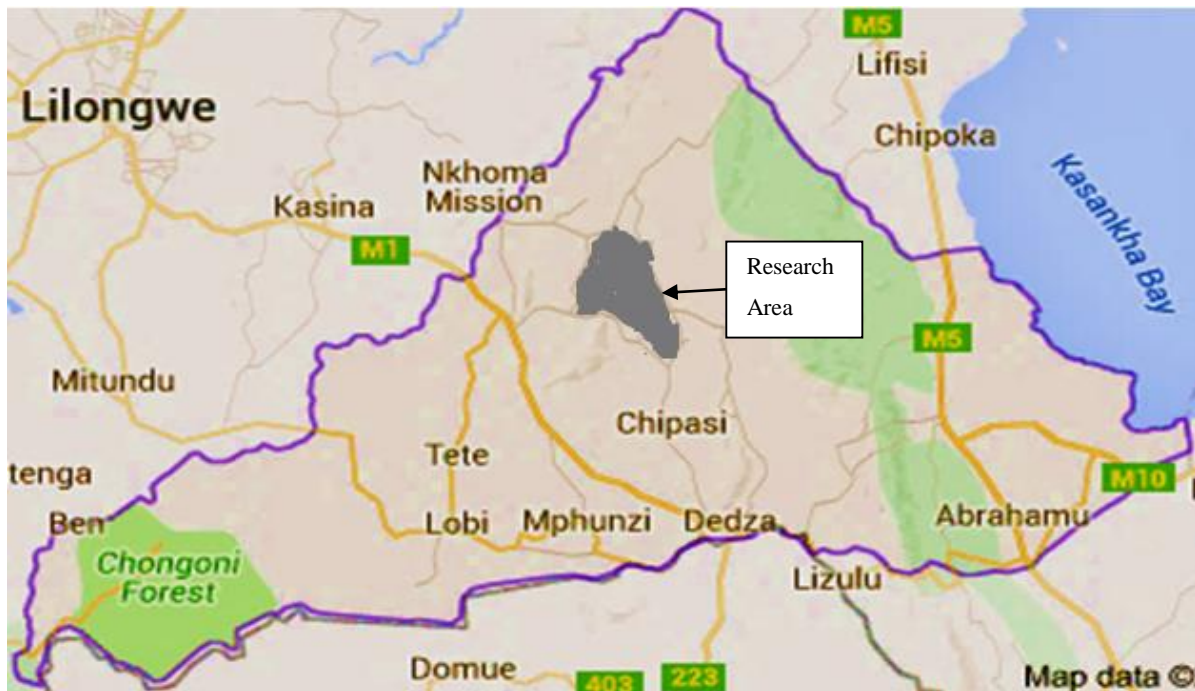 M5
Lifisi
Lilongwe
Chipoka
Nkhoma
Mission
Kasina
Kasankha Bay
M1
Research
Area
M5
Mitundu
Chipasi
Tete
tenga
M10
Ben
Lobi
Mphunzi
Dedza
Abrahamu
Chongoni
Forest
Lizulu
Domue
403
223
Map data ©